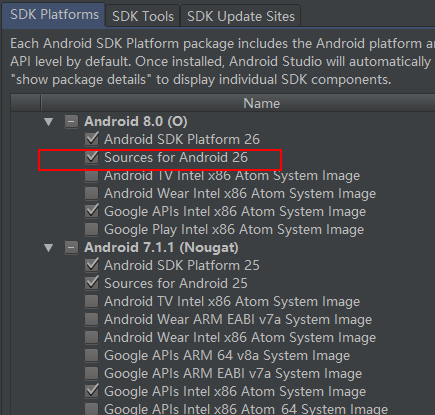 SDK Platforms SDK Tools SDK Update Sites
Each Android SDK Platform package includes the Android platform a
API level by default. Once installed, Android Studio will automatically
"show package details" to display individual SDK components.
Name
Android 8.0 (O)
Android SDK Platform 26
Sources for Android 26
Android TV Intel x86 Atom System Image
Android Wear Intel x86 Atom System Image
Google APIs Intel x86 Atom System Image
Google Play Intel x86 Atom System Image
Android 7.1.1 (Nougat)
Android SDK Platform 25
Sources for Android 25
Android TV Intel x86 Atom System Image
Android Wear ARM EABI v7a System Image
Android Wear Intel x86 Atom System Image
Google APIs ARM 64 v8a System Image
Google APIs ARM EABI v7a System Image
Google APIs Intel x86 Atom System Image
Google APIs Intel x86 Atom_64 System Image